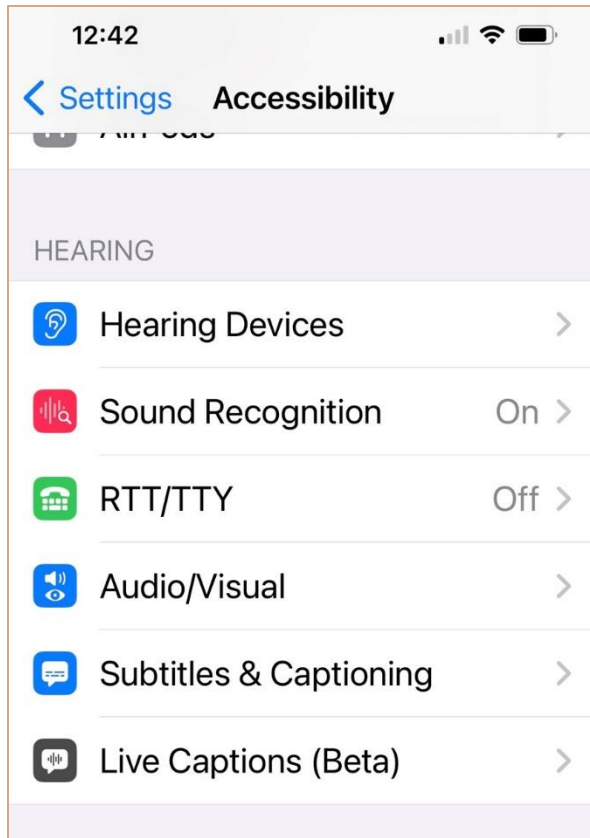 12:42
Settings Accessibility
AirPods
HEARING
Hearing Devices
Sound Recognition On
RTT/TTY Off
Audio/Visual
Subtitles & Captioning
Live Captions (Beta)